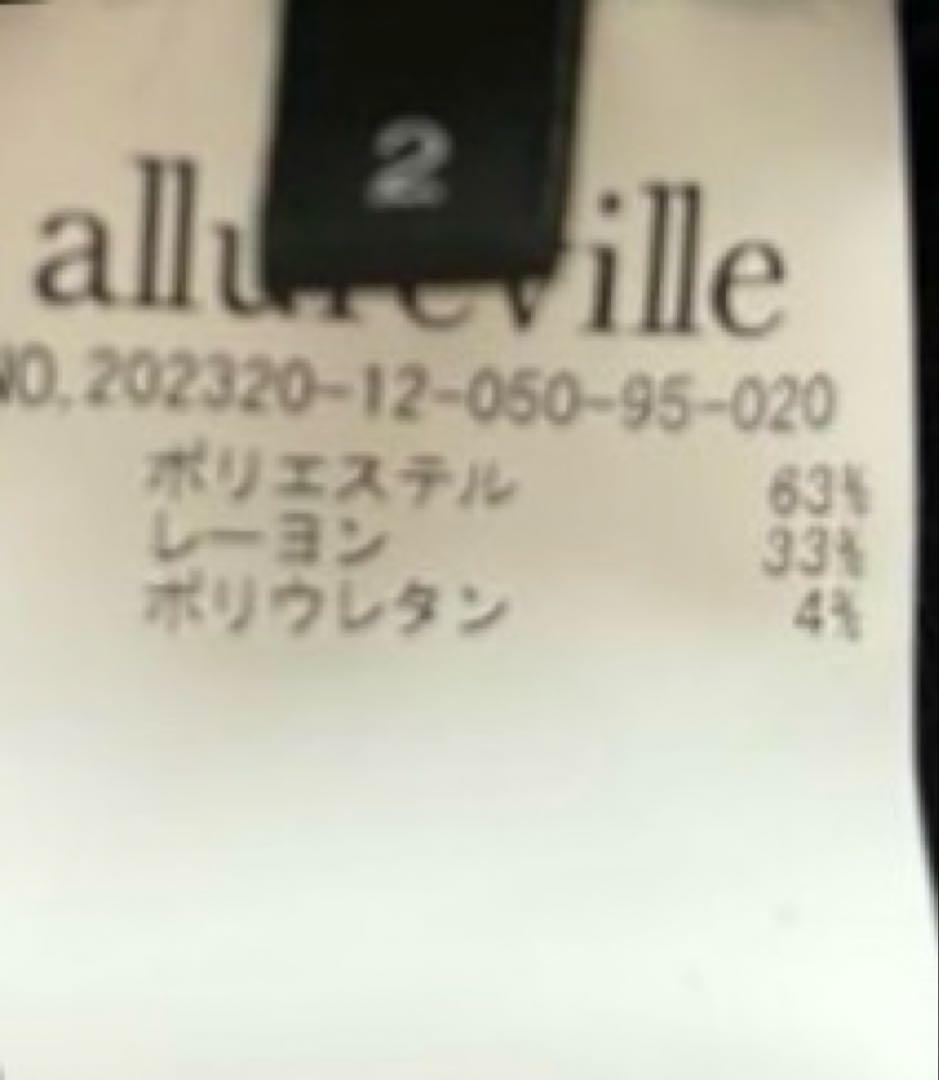 2
allureville
NO.202320-12-050-95-020
ポリエステル 63%
レーヨン 33%
ポリウレタン 4%